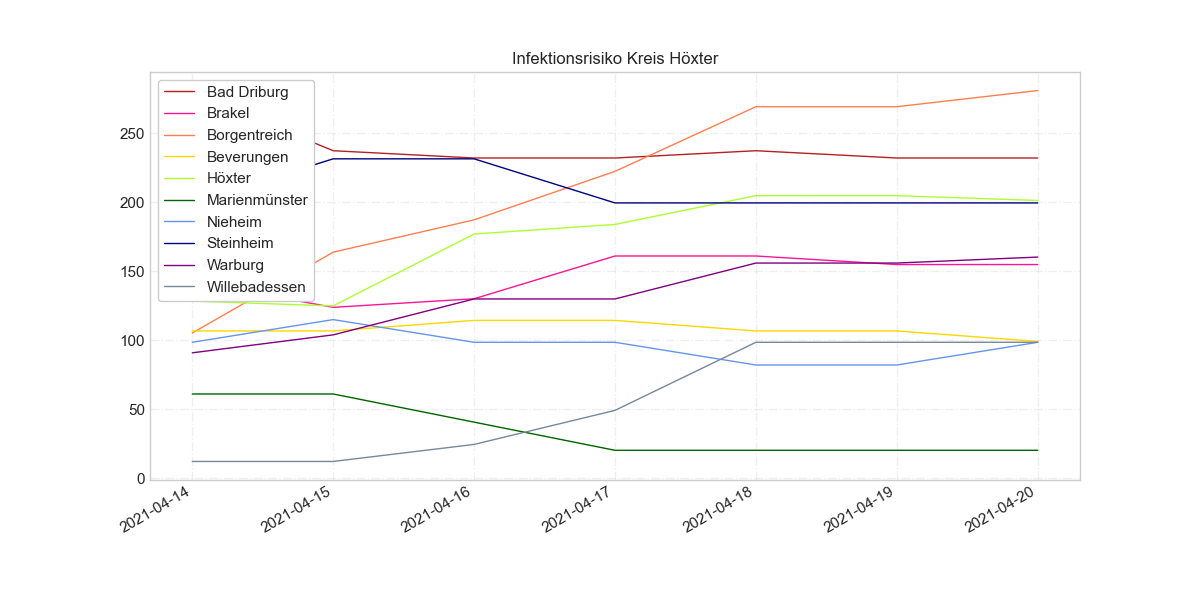 Infektionsrisiko Kreis Höxter
Bad Driburg
Brakel
Borgentreich
Beverungen
Höxter
Marienmünster
Nieheim
Steinheim
Warburg
Willebadessen
250
200
150
100
50
0
2021-04-14
2021-04-15
2021-04-16
2021-04-17
2021-04-18
2021-04-19
2021-04-20